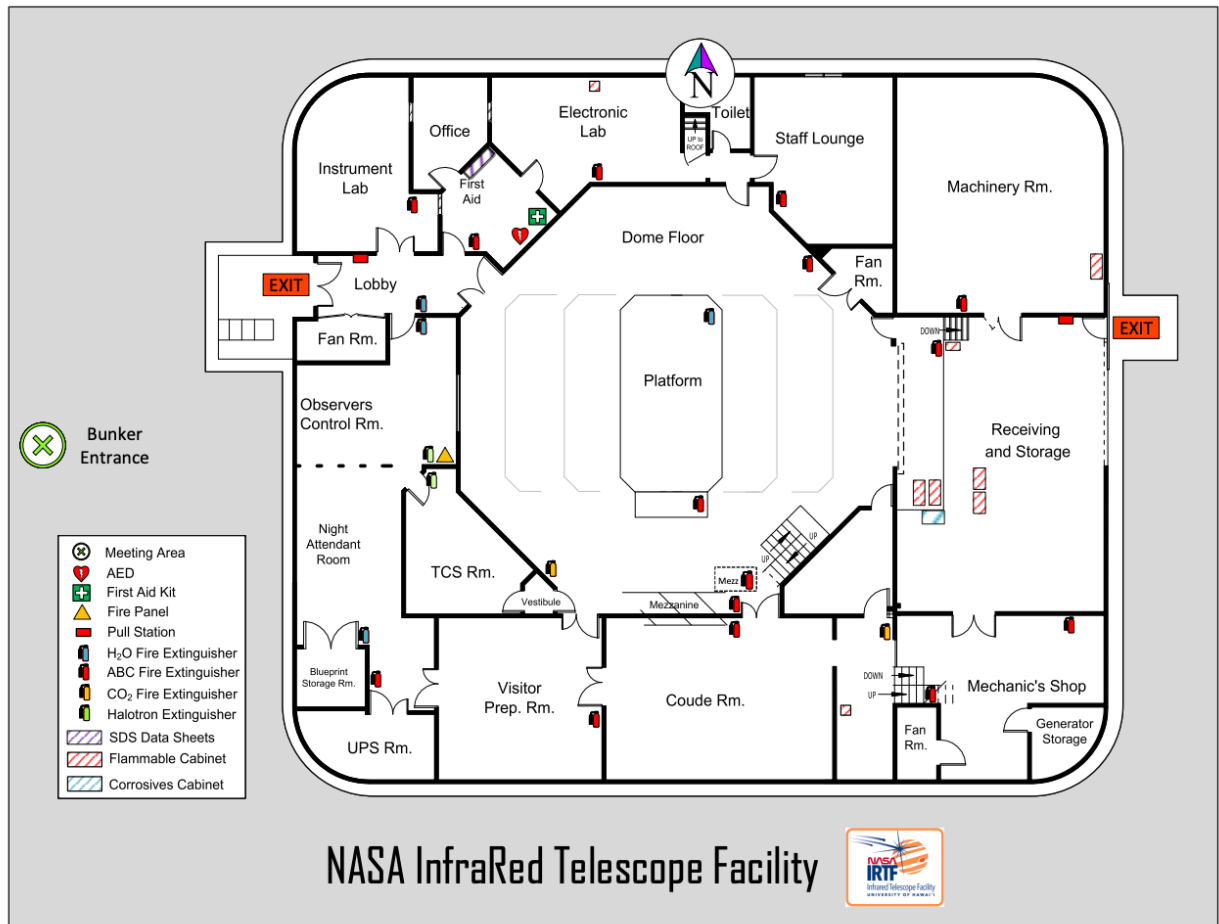 N
Electronic
Lab
Toilet
UP to
ROOF
Office
Staff Lounge
Instrument
Lab
First
Aid
Machinery Rm.
Dome Floor
Fan
Rm.
EXIT
Lobby
Fan Rm.
DOWN
EXIT
Platform
Observers
Control Rm.
Bunker
Entrance
Receiving
and Storage
Night
Attendant
Room
TCS Rm.
UP
UP
Mezz
Vestibule
Mezzanine
Meeting Area
AED
First Aid Kit
Fire Panel
Pull Station
H2O Fire Extinguisher
ABC Fire Extinguisher
CO2 Fire Extinguisher
Halotron Extinguisher
SDS Data Sheets
Flammable Cabinet
Corrosives Cabinet
Blueprint
Storage Rm.
UPS Rm.
Visitor
Prep. Rm.
Coude Rm.
DOWN
UP
Mechanic's Shop
Fan
Rm.
Generator
Storage
NASA InfraRed Telescope Facility
NASA
IRTF
Infrared Telescope Facility
UNIVERSITY OF HAWAI'I